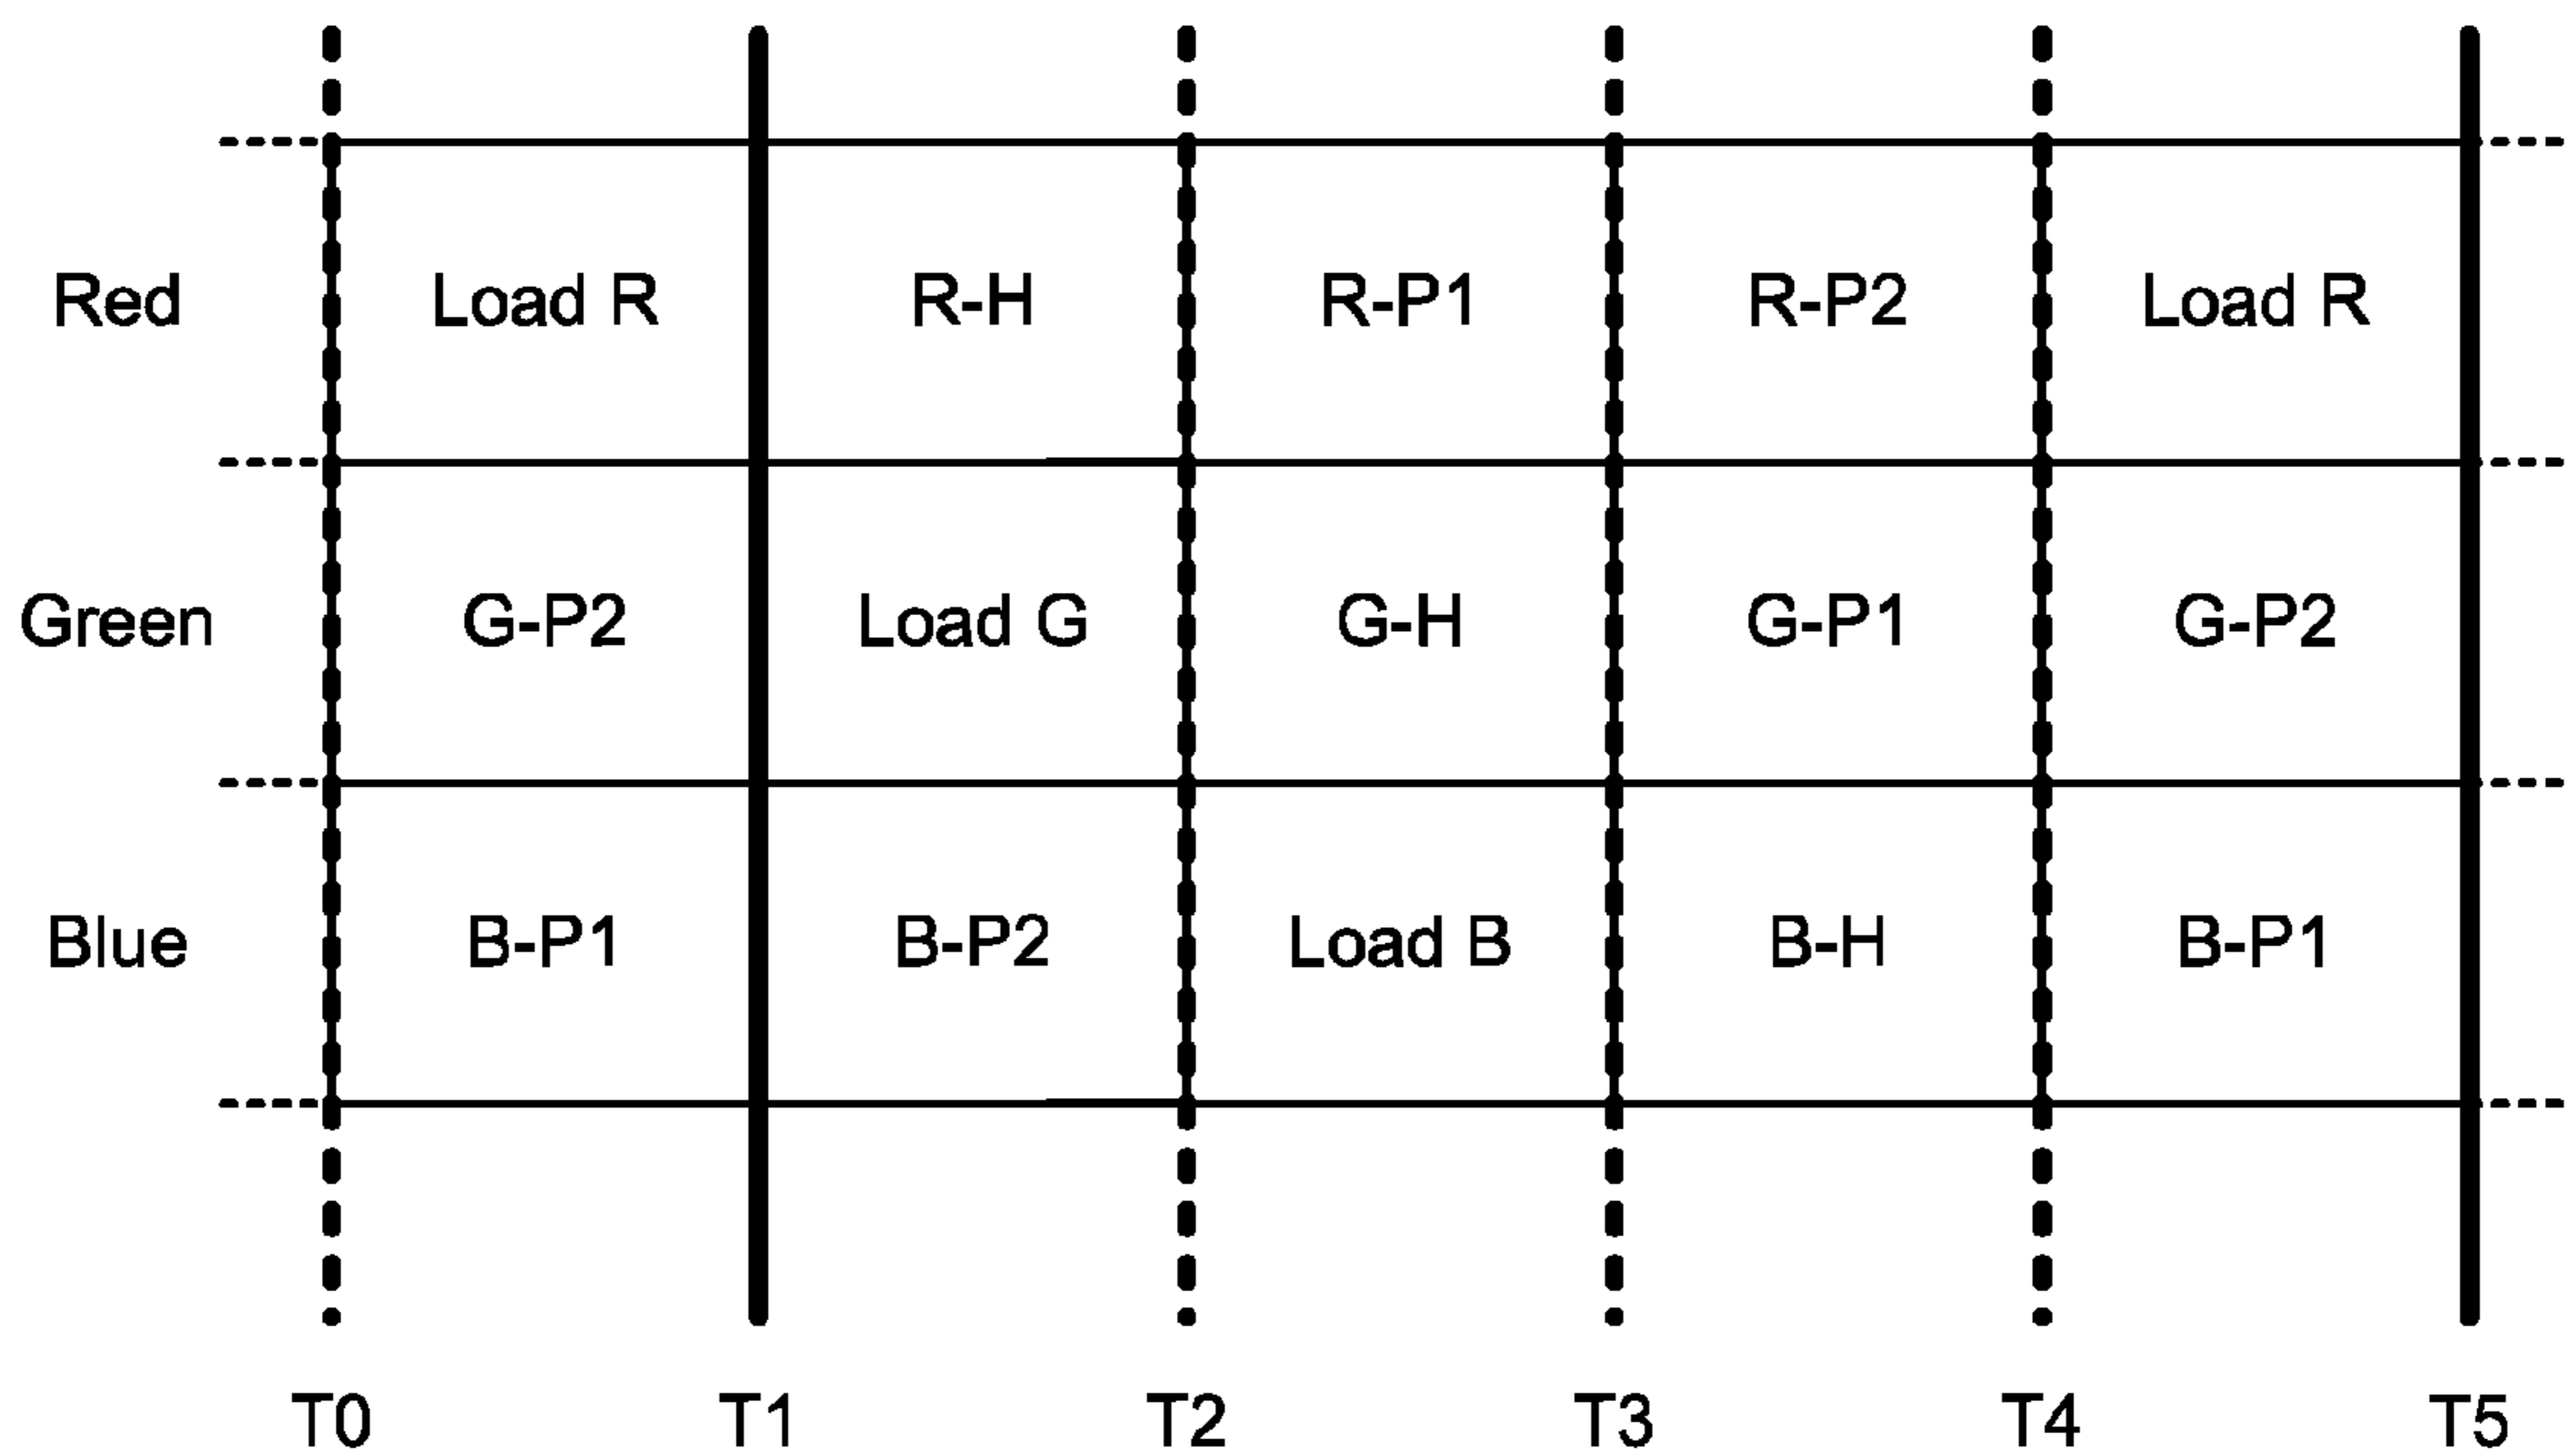 Red Load R R-H R-P1 R-P2 Load R
Green G-P2 Load G G-H G-P1 G-P2
Blue B-P1 B-P2 Load B B-H B-P1
T0 T1 T2 T3 T4 T5